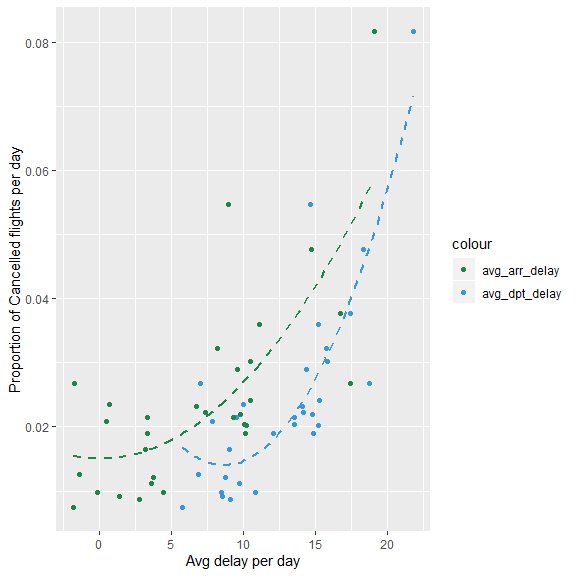 0.08
0.06
0.04
0.02
Proportion of Cancelled flights per day
0
5
10
15
20
Avg delay per day
colour
avg_arr_delay
avg_dpt_delay